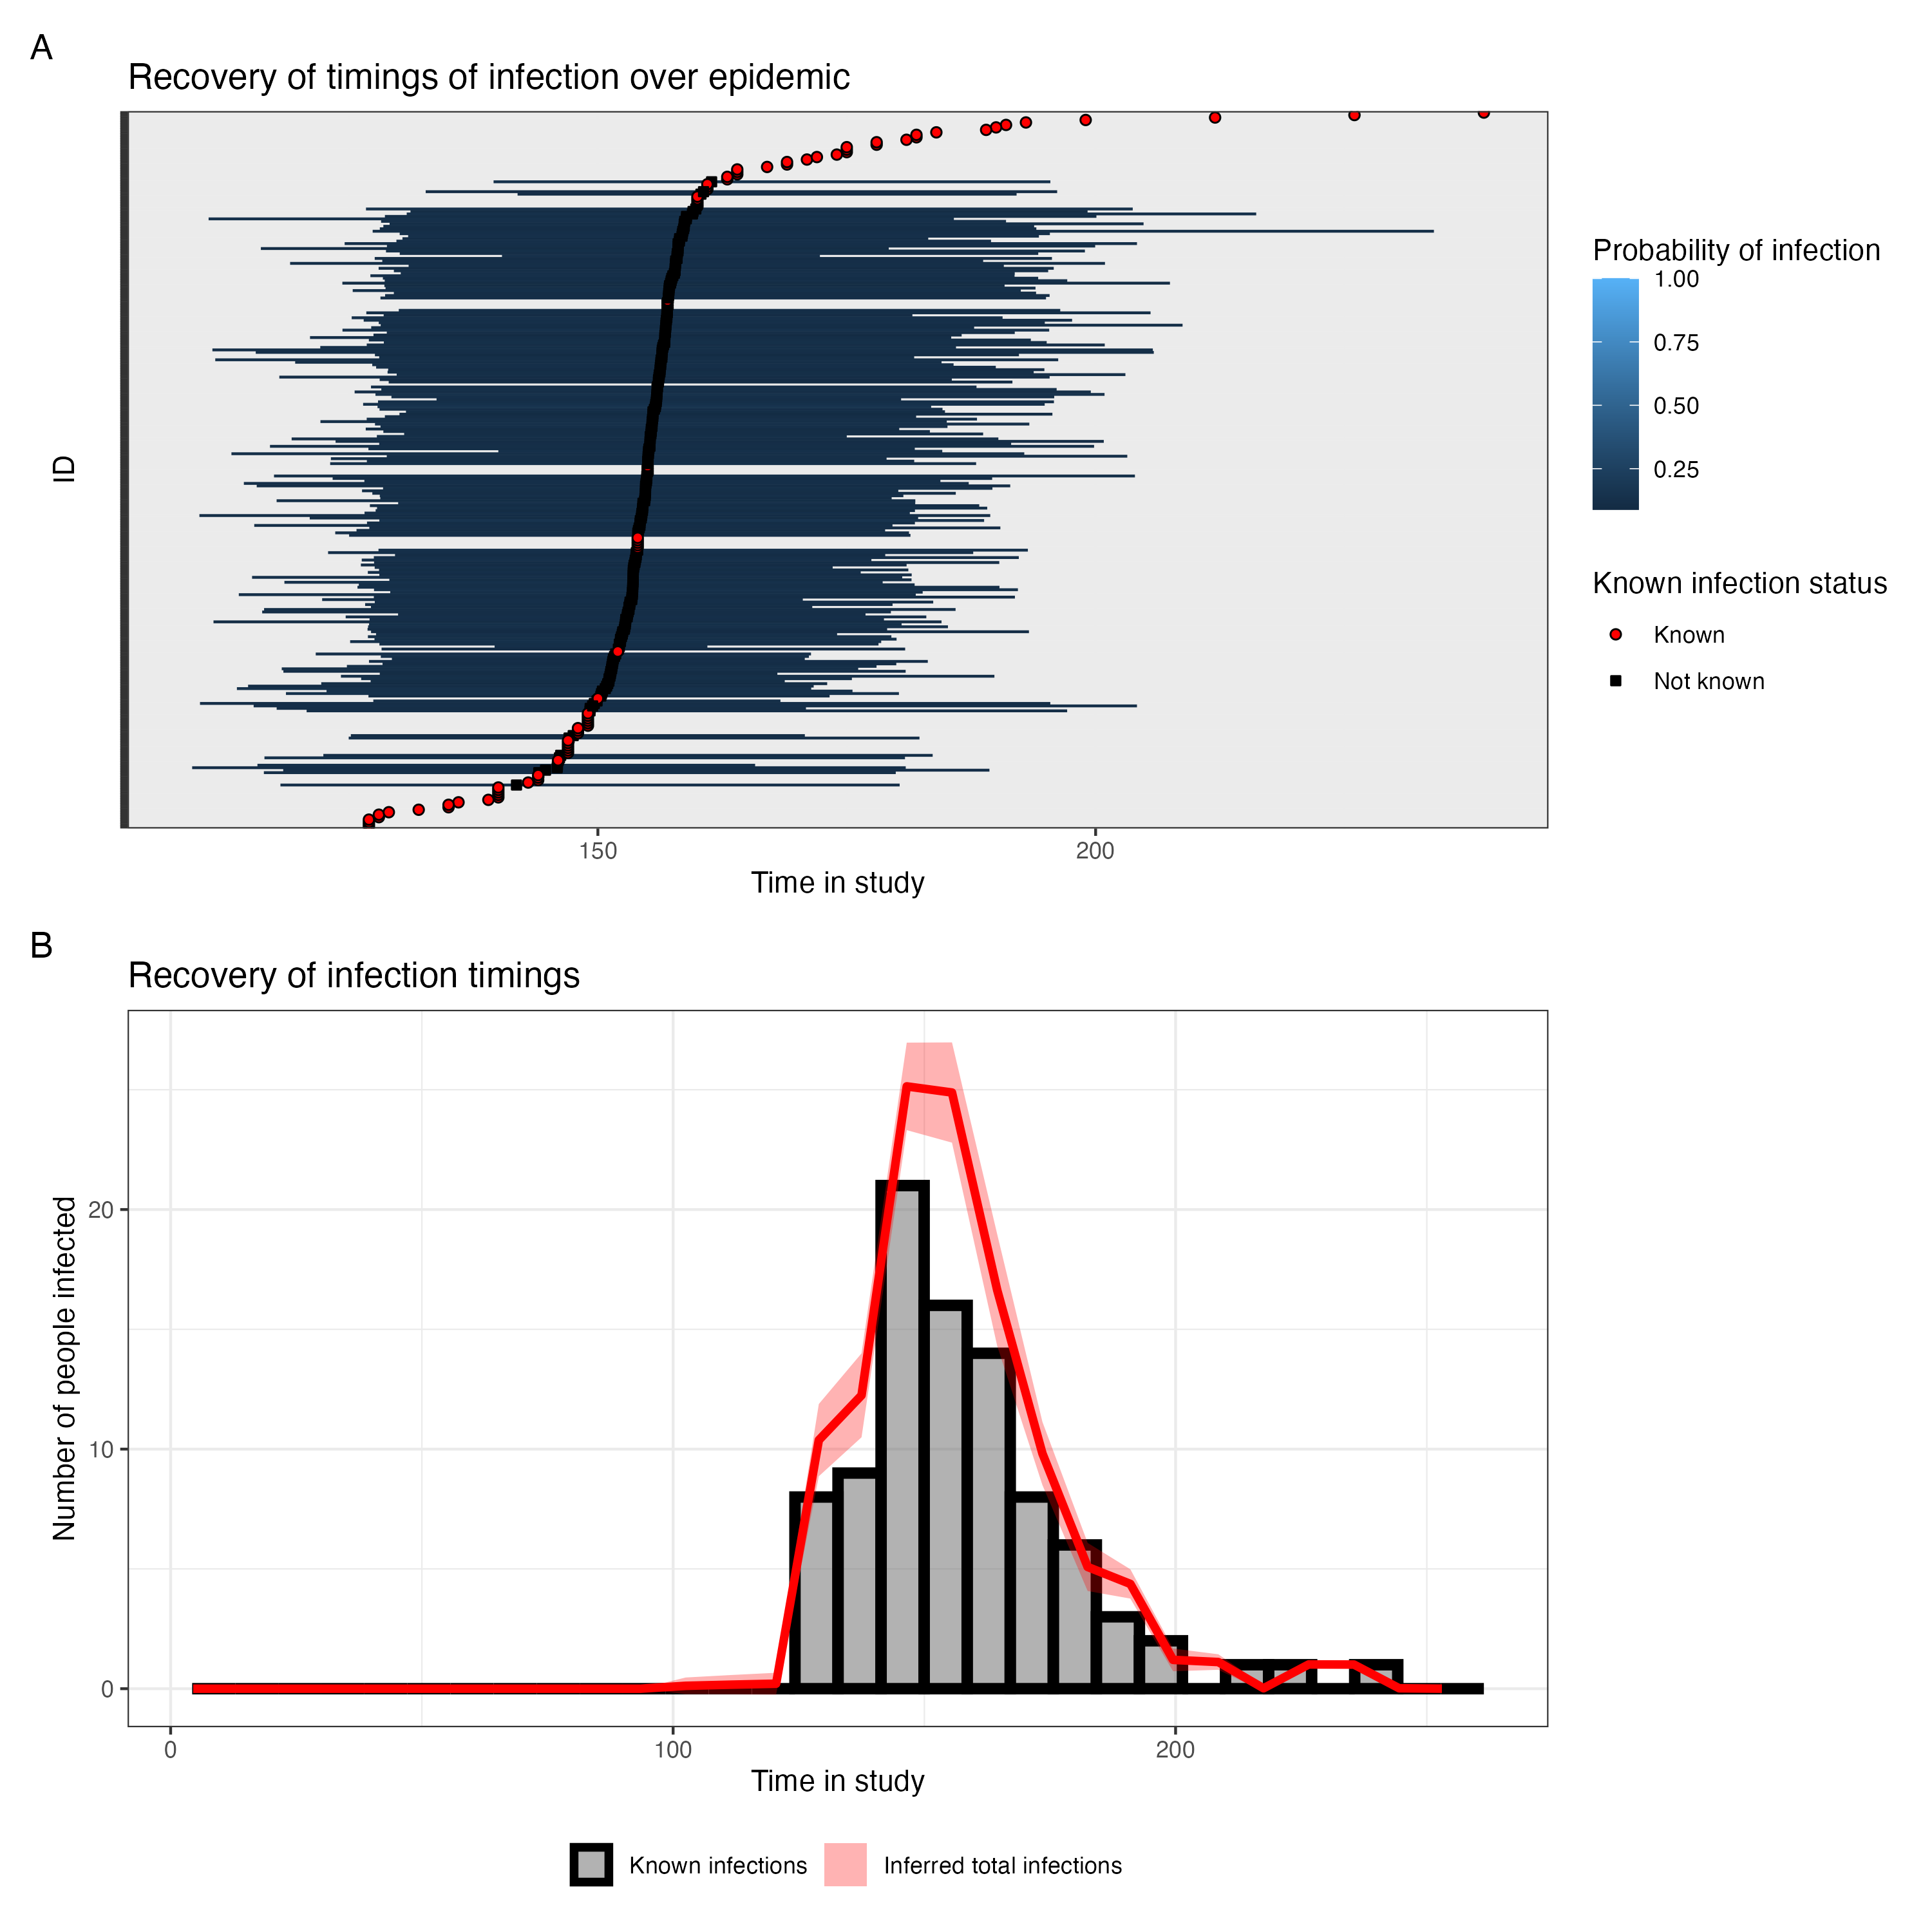 A
Recovery of timings of infection over epidemic
ID
150
200
Time in study
Probability of infection
1.00
0.75
0.50
0.25
Known infection status
Known
Not known
B
Recovery of infection timings
Number of people infected
20
10
0
0
100
200
Time in study
Known infections
Inferred total infections